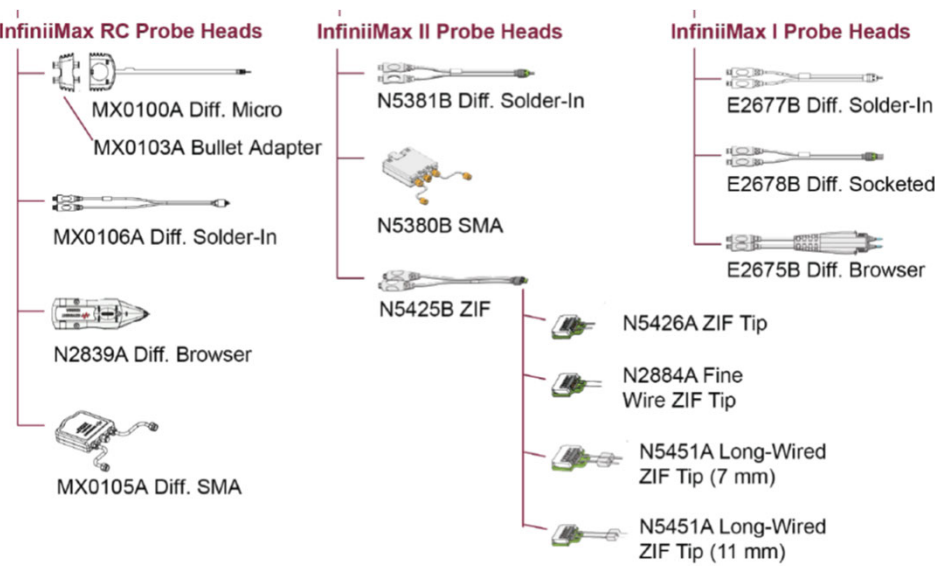 InfiniiMax RC Probe Heads
MX0100A Diff. Micro
MX0103A Bullet Adapter
MX0106A Diff. Solder-In
N2839A Diff. Browser
MX0105A Diff. SMA
InfiniiMax II Probe Heads
N5381B Diff. Solder-In
N5380B SMA
N5425B ZIF
N5426A ZIF Tip
N2884A Fine
Wire ZIF Tip
N5451A Long-Wired
ZIF Tip (7 mm)
N5451A Long-Wired
ZIF Tip (11 mm)
InfiniiMax I Probe Heads
E2677B Diff. Solder-In
E2678B Diff. Socketed
E2675B Diff. Browser